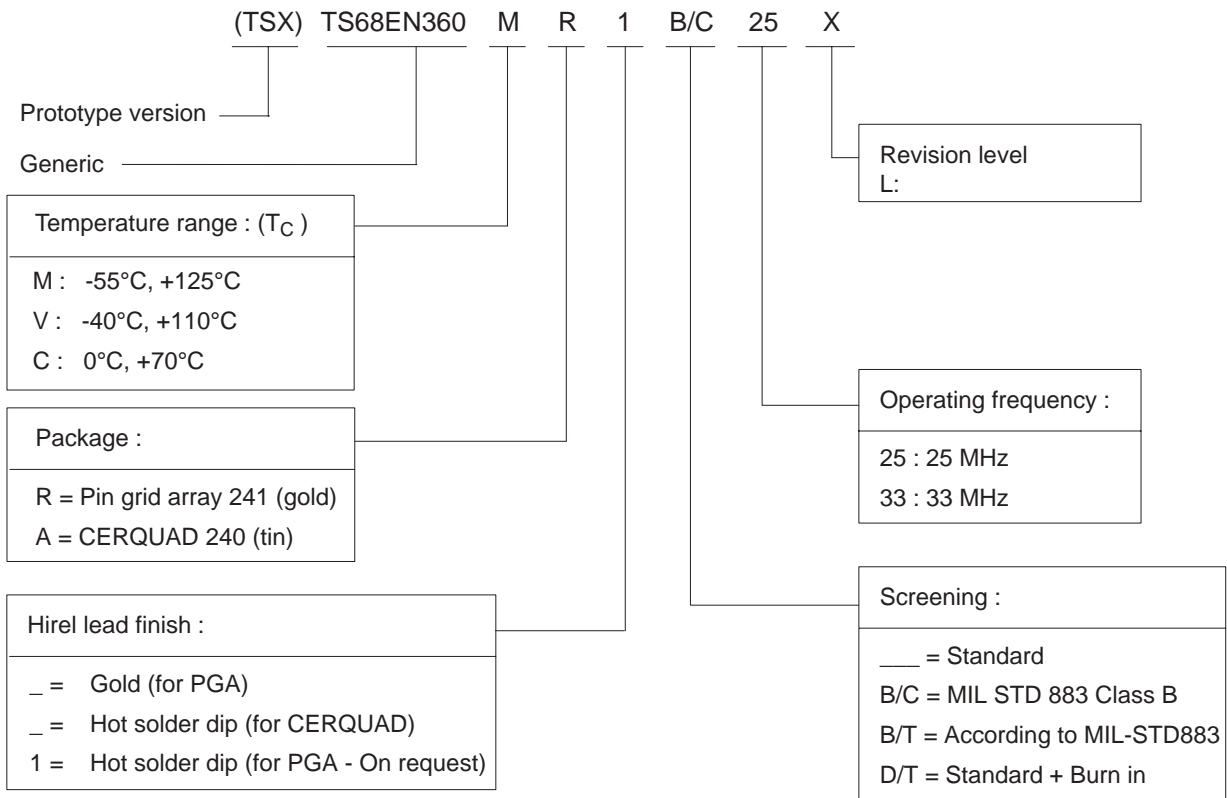 (TSX) TS68EN360 M R 1 B/C 25 X
Prototype version
Generic
Temperature range : (TC )
M : -55°C, +125°C
V : -40°C, +110°C
C : 0°C, +70°C
Package :
R = Pin grid array 241 (gold)
A = CERQUAD 240 (tin)
Hirel lead finish :
_ = Gold (for PGA)
_ = Hot solder dip (for CERQUAD)
1 = Hot solder dip (for PGA - On request)
Revision level
L:
Operating frequency :
25 : 25 MHz
33 : 33 MHz
Screening :
___ = Standard
B/C = MIL STD 883 Class B
B/T = According to MIL-STD883
D/T = Standard + Burn in